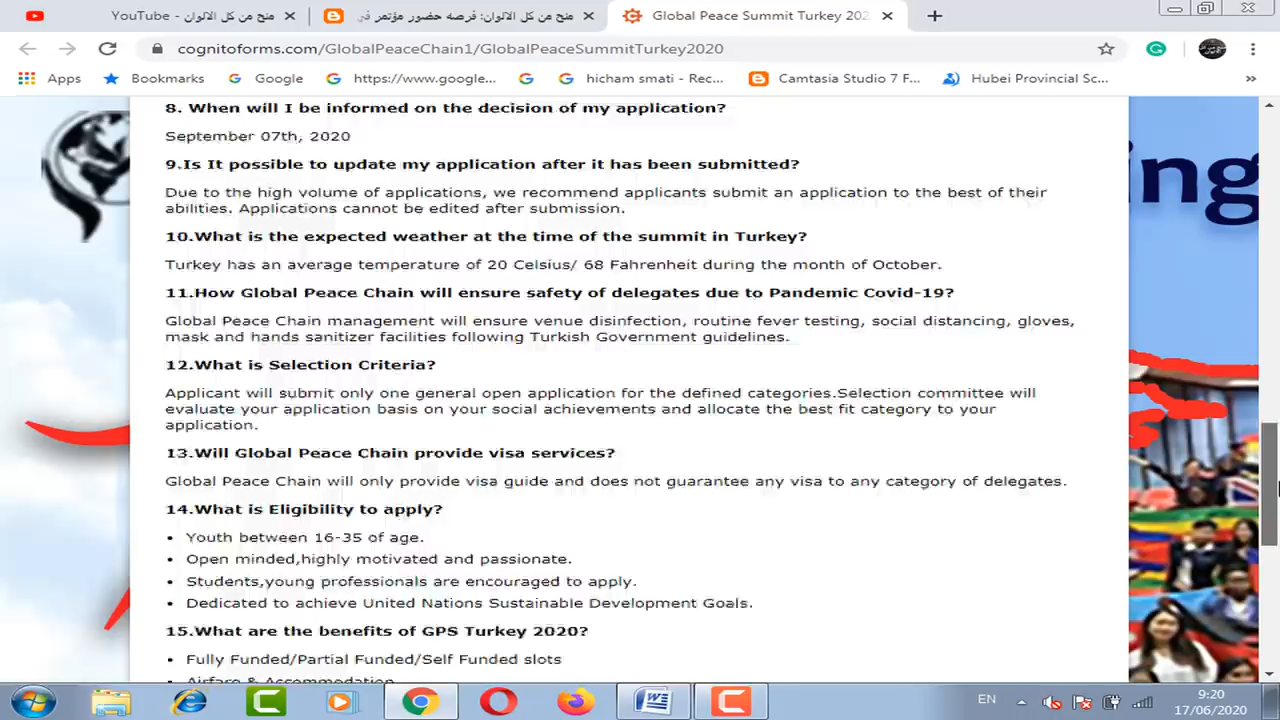 YouTube - منح من كل الالوان
منح من كل الالوان: فرصه حضور مؤتمر في
Global Peace Summit Turkey 202
cognitoforms.com/GlobalPeaceChain1/GlobalPeaceSummitTurkey2020
Apps
Bookmarks
Google
https://www.google...
hicham smati - Rec...
Camtasia Studio 7 F...
Hubei Provincial Sc...
»
8. When will I be informed on the decision of my application?
September 07th, 2020
9.Is It possible to update my application after it has been submitted?
Due to the high volume of applications, we recommend applicants submit an application to the best of their
abilities. Applications cannot be edited after submission.
10.What is the expected weather at the time of the summit in Turkey?
Turkey has an average temperature of 20 Celsius/ 68 Fahrenheit during the month of October.
11.How Global Peace Chain will ensure safety of delegates due to Pandemic Covid-19?
Global Peace Chain management will ensure venue disinfection, routine fever testing, social distancing, gloves,
mask and hands sanitizer facilities following Turkish Government guidelines.
12.What is Selection Criteria?
Applicant will submit only one general open application for the defined categories.Selection committee will
evaluate your application basis on your social achievements and allocate the best fit category to your
application.
13.Will Global Peace Chain provide visa services?
Global Peace Chain will only provide visa guide and does not guarantee any visa to any category of delegates.
14.What is Eligibility to apply?
• Youth between 16-35 of age.
• Open minded,highly motivated and passionate.
• Students,young professionals are encouraged to apply.
• Dedicated to achieve United Nations Sustainable Development Goals.
15.What are the benefits of GPS Turkey 2020?
• Fully Funded/Partial Funded/Self Funded slots
• Airfare & Accommodation
ing
EN
9:20
17/06/2020